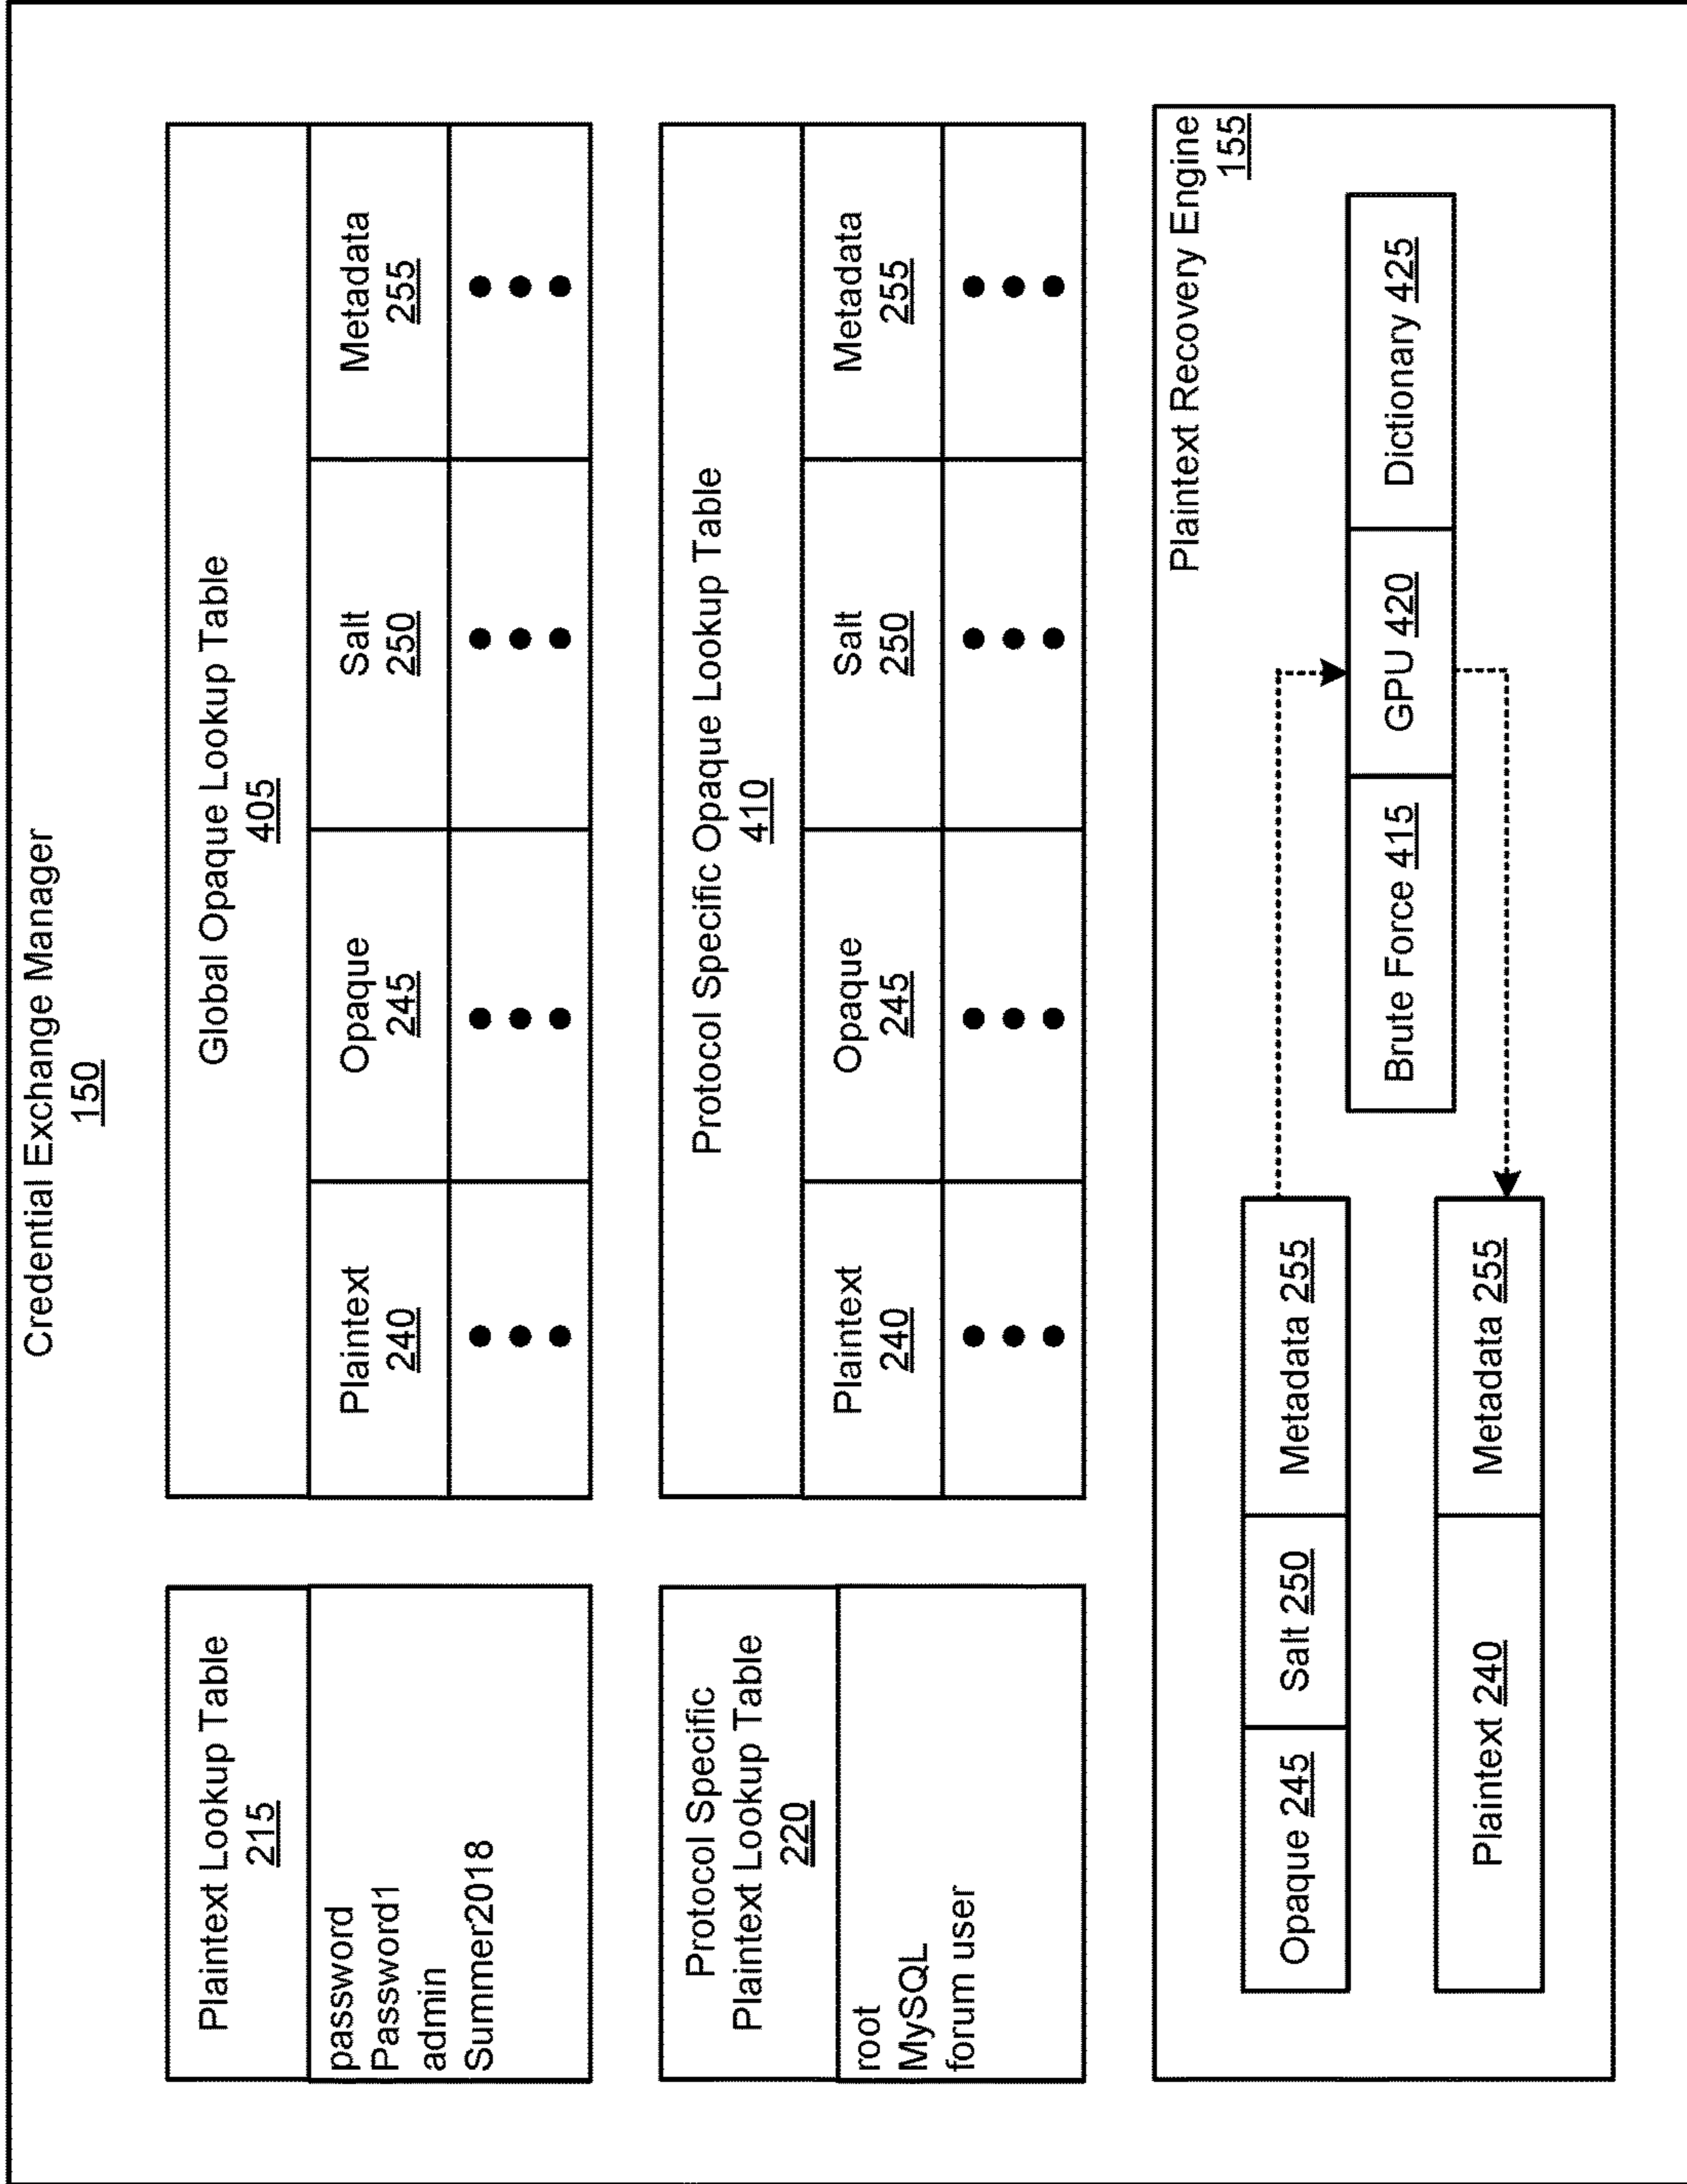 Credential Exchange Manager
150
Plaintext Lookup Table
215
password
Password1
admin
Summer2018
Global Opaque Lookup Table
405
Plaintext
240
Opaque
245
Salt
250
Metadata
255
Protocol Specific
Plaintext Lookup Table
220
root
MySQL
forum user
Protocol Specific Opaque Lookup Table
410
Plaintext
240
Opaque
245
Salt
250
Metadata
255
Plaintext Recovery Engine
155
Opaque 245
Salt 250
Metadata 255
Brute Force 415
GPU 420
Dictionary 425
Plaintext 240
Metadata 255